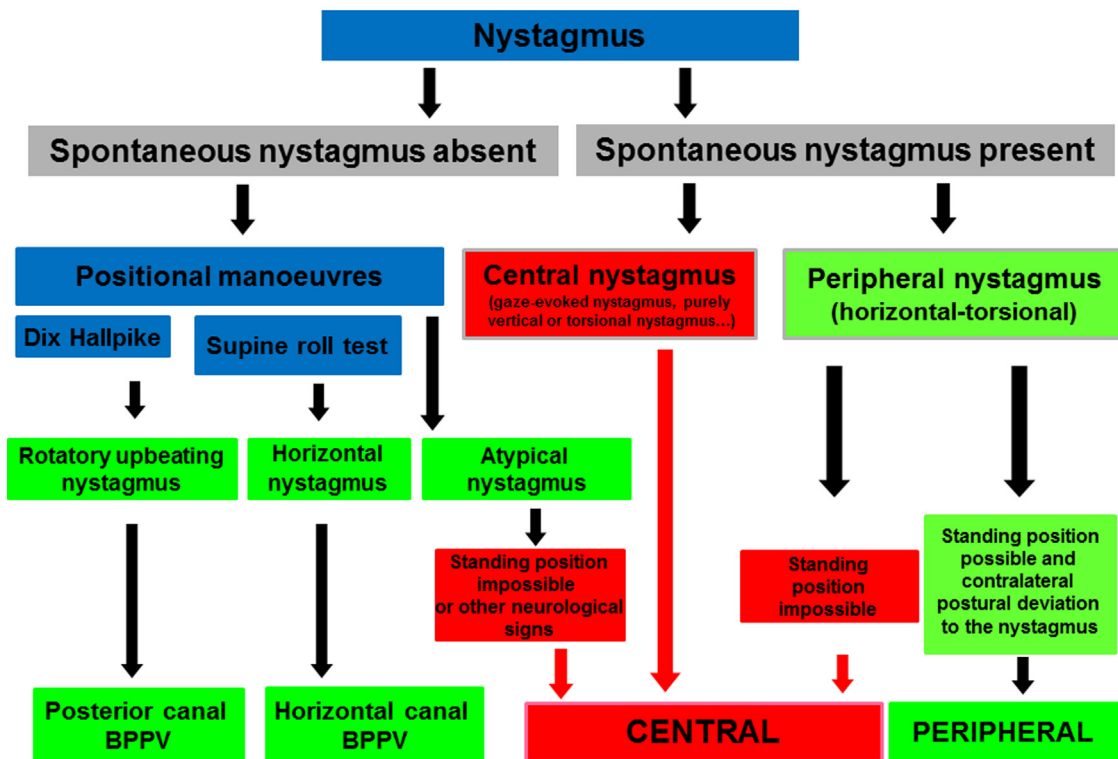 Nystagmus
Spontaneous nystagmus absent
Spontaneous nystagmus present
Positional manoeuvres
Central nystagmus
(gaze-evoked nystagmus, purely
vertical or torsional nystagmus...)
Peripheral nystagmus
(horizontal-torsional)
Dix Hallpike
Supine roll test
Rotatory upbeating
nystagmus
Horizontal
nystagmus
Atypical
nystagmus
Standing position
impossible
or other neurological
signs
Standing
position
impossible
Standing position
possible and
contralateral
postural deviation
to the nystagmus
Posterior canal
BPPV
Horizontal canal
BPPV
CENTRAL
PERIPHERAL